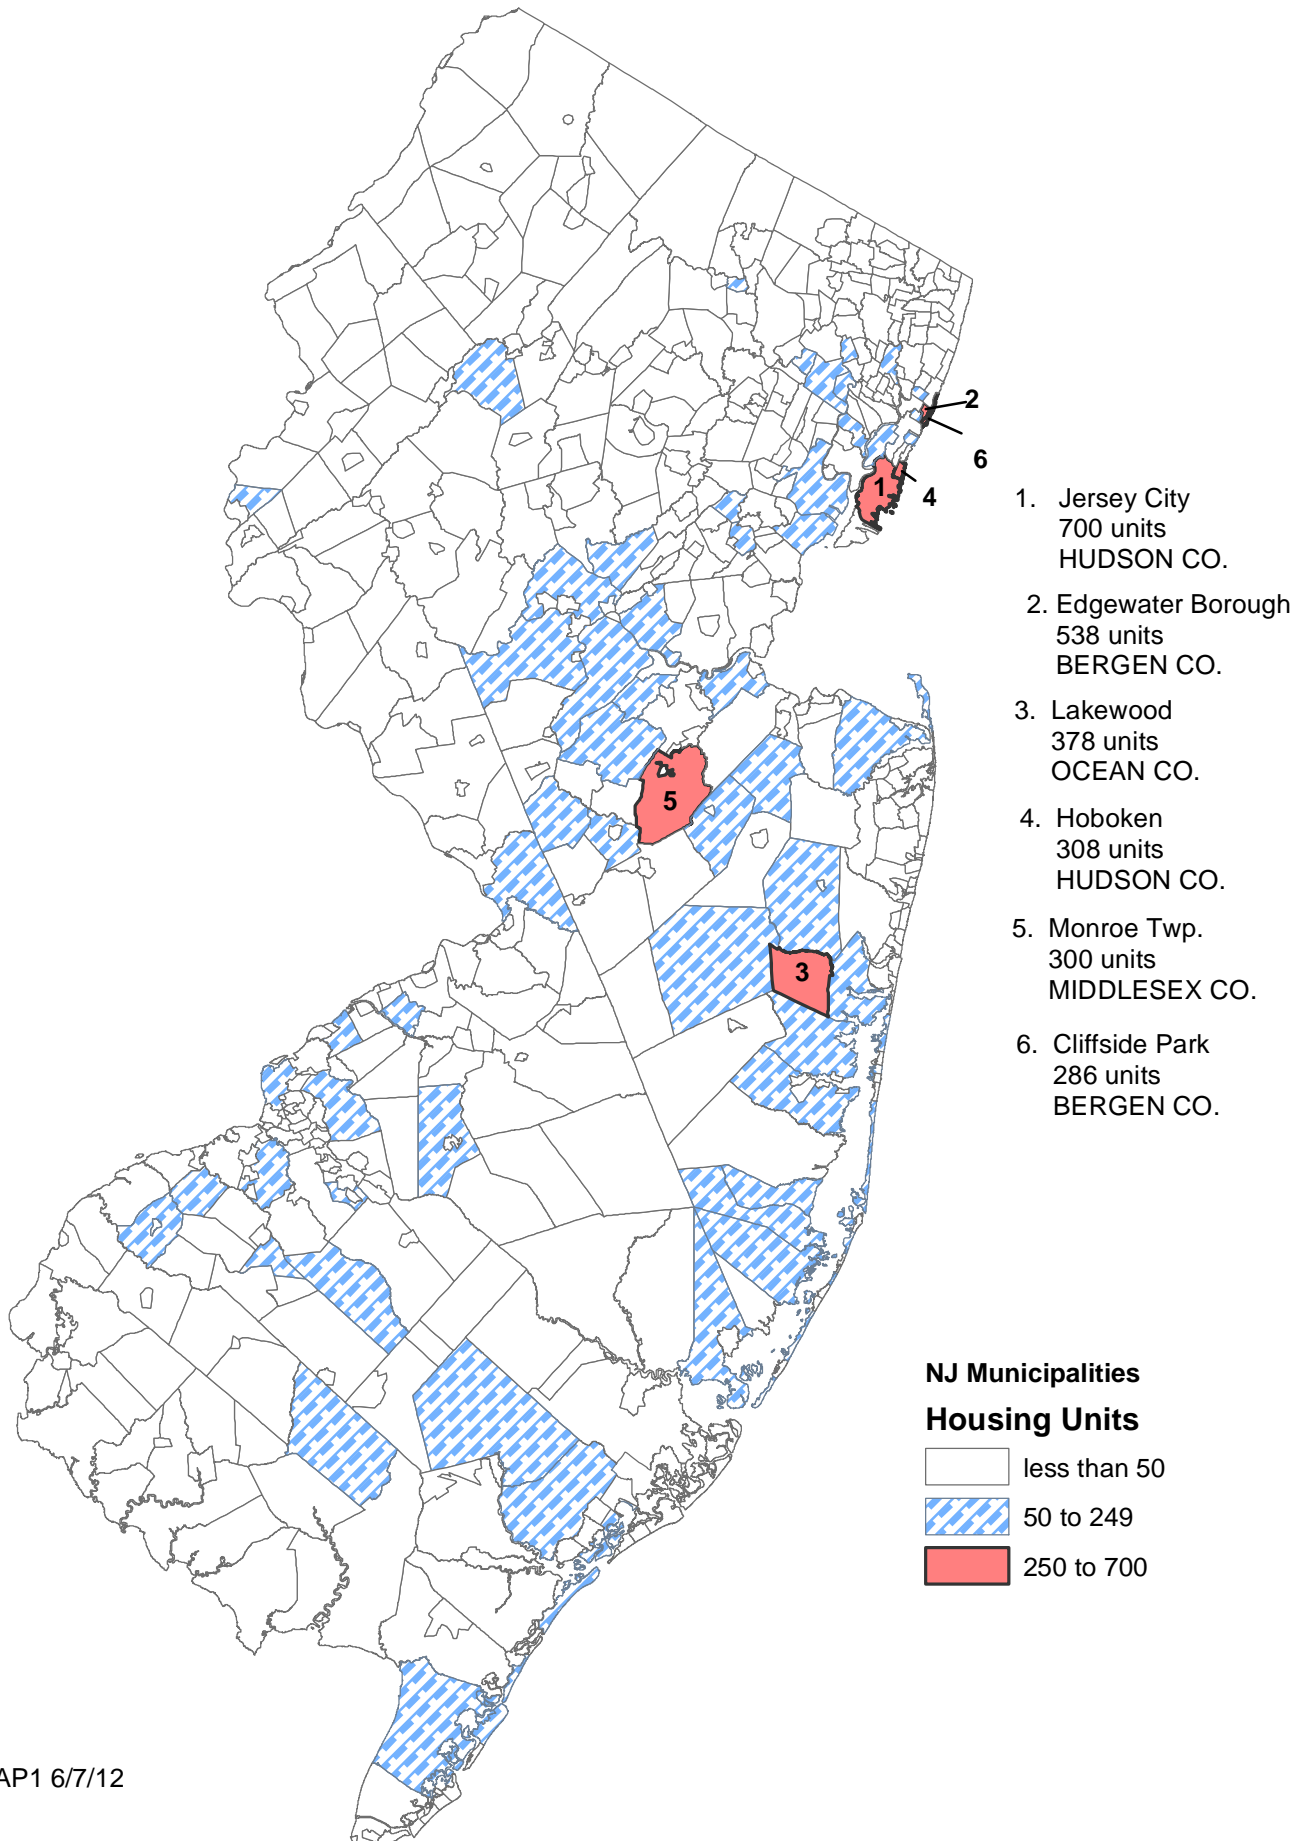 2
6
1
4
1. Jersey City
700 units
HUDSON CO.
2. Edgewater Borough
538 units
BERGEN CO.
3. Lakewood
378 units
OCEAN CO.
4. Hoboken
308 units
HUDSON CO.
5. Monroe Twp.
300 units
MIDDLESEX CO.
6. Cliffside Park
286 units
BERGEN CO.
5
3
NJ Municipalities
Housing Units
less than 50
50 to 249
250 to 700
AP1 6/7/12